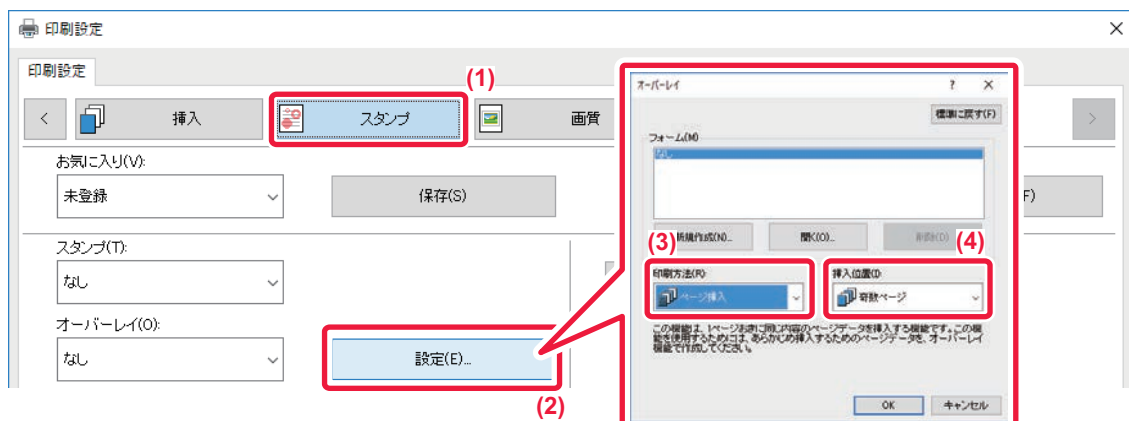 印刷設定
印刷設定
(1)
挿入
スタンプ
画質
お気に入り(V):
未登録
保存(S)
F)
スタンプ(T):
なし
オーバーレイ(O):
なし
設定(E)...
(2)
オーバーレイ
?
標準に戻す(F)
フォーム(M)
なし
新規作成(N)...
開く(O)...
削除(D)
(3)
(4)
印刷方法(R)
挿入位置(I)
ページ挿入
奇数ページ
この機能は、1ページおきに同じ内容のページデータを挿入する機能です。この機
能を使用するためには、あらかじめ挿入するためのページデータを、オーバーレイ
機能で作成してください。
OK
キャンセル